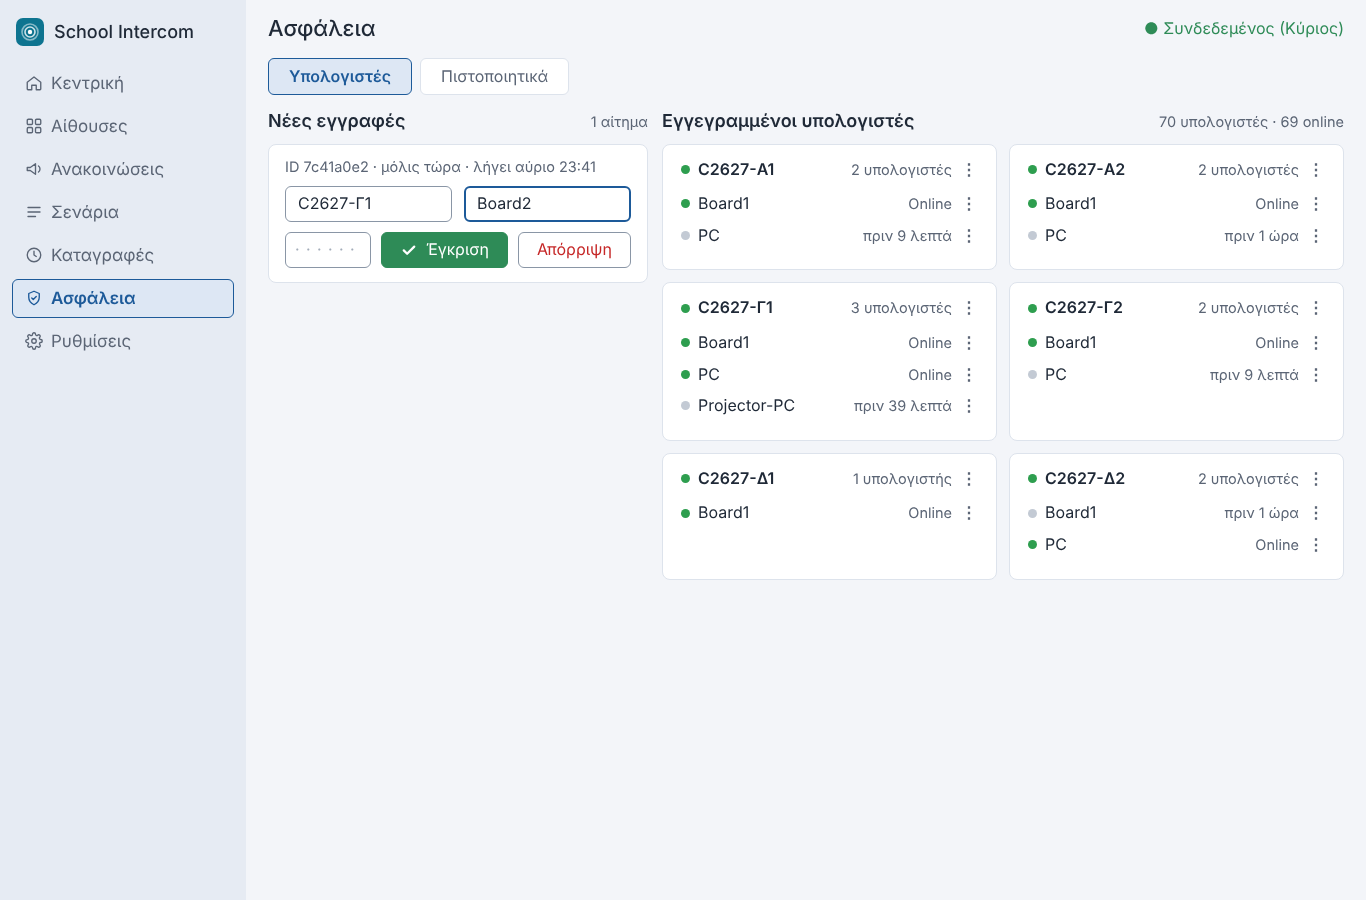 School Intercom
Κεντρική
Αίθουσες
Ανακοινώσεις
Σενάρια
Καταγραφές
Ασφάλεια
Ρυθμίσεις
Ασφάλεια
Συνδεδεμένος (Κύριος)
Υπολογιστές
Πιστοποιητικά
Νέες εγγραφές
1 αίτημα
ID 7c41a0e2 · μόλις τώρα · λήγει αύριο 23:41
C2627-Γ1
Board2
Έγκριση
Απόρριψη
Εγγεγραμμένοι υπολογιστές
70 υπολογιστές · 69 online
C2627-A1
2 υπολογιστές
Board1
Online
PC
πριν 9 λεπτά
C2627-A2
2 υπολογιστές
Board1
Online
PC
πριν 1 ώρα
C2627-Γ1
3 υπολογιστές
Board1
Online
PC
Online
Projector-PC
πριν 39 λεπτά
C2627-Γ2
2 υπολογιστές
Board1
Online
PC
πριν 9 λεπτά
C2627-Δ1
1 υπολογιστής
Board1
Online
C2627-Δ2
2 υπολογιστές
Board1
πριν 1 ώρα
PC
Online